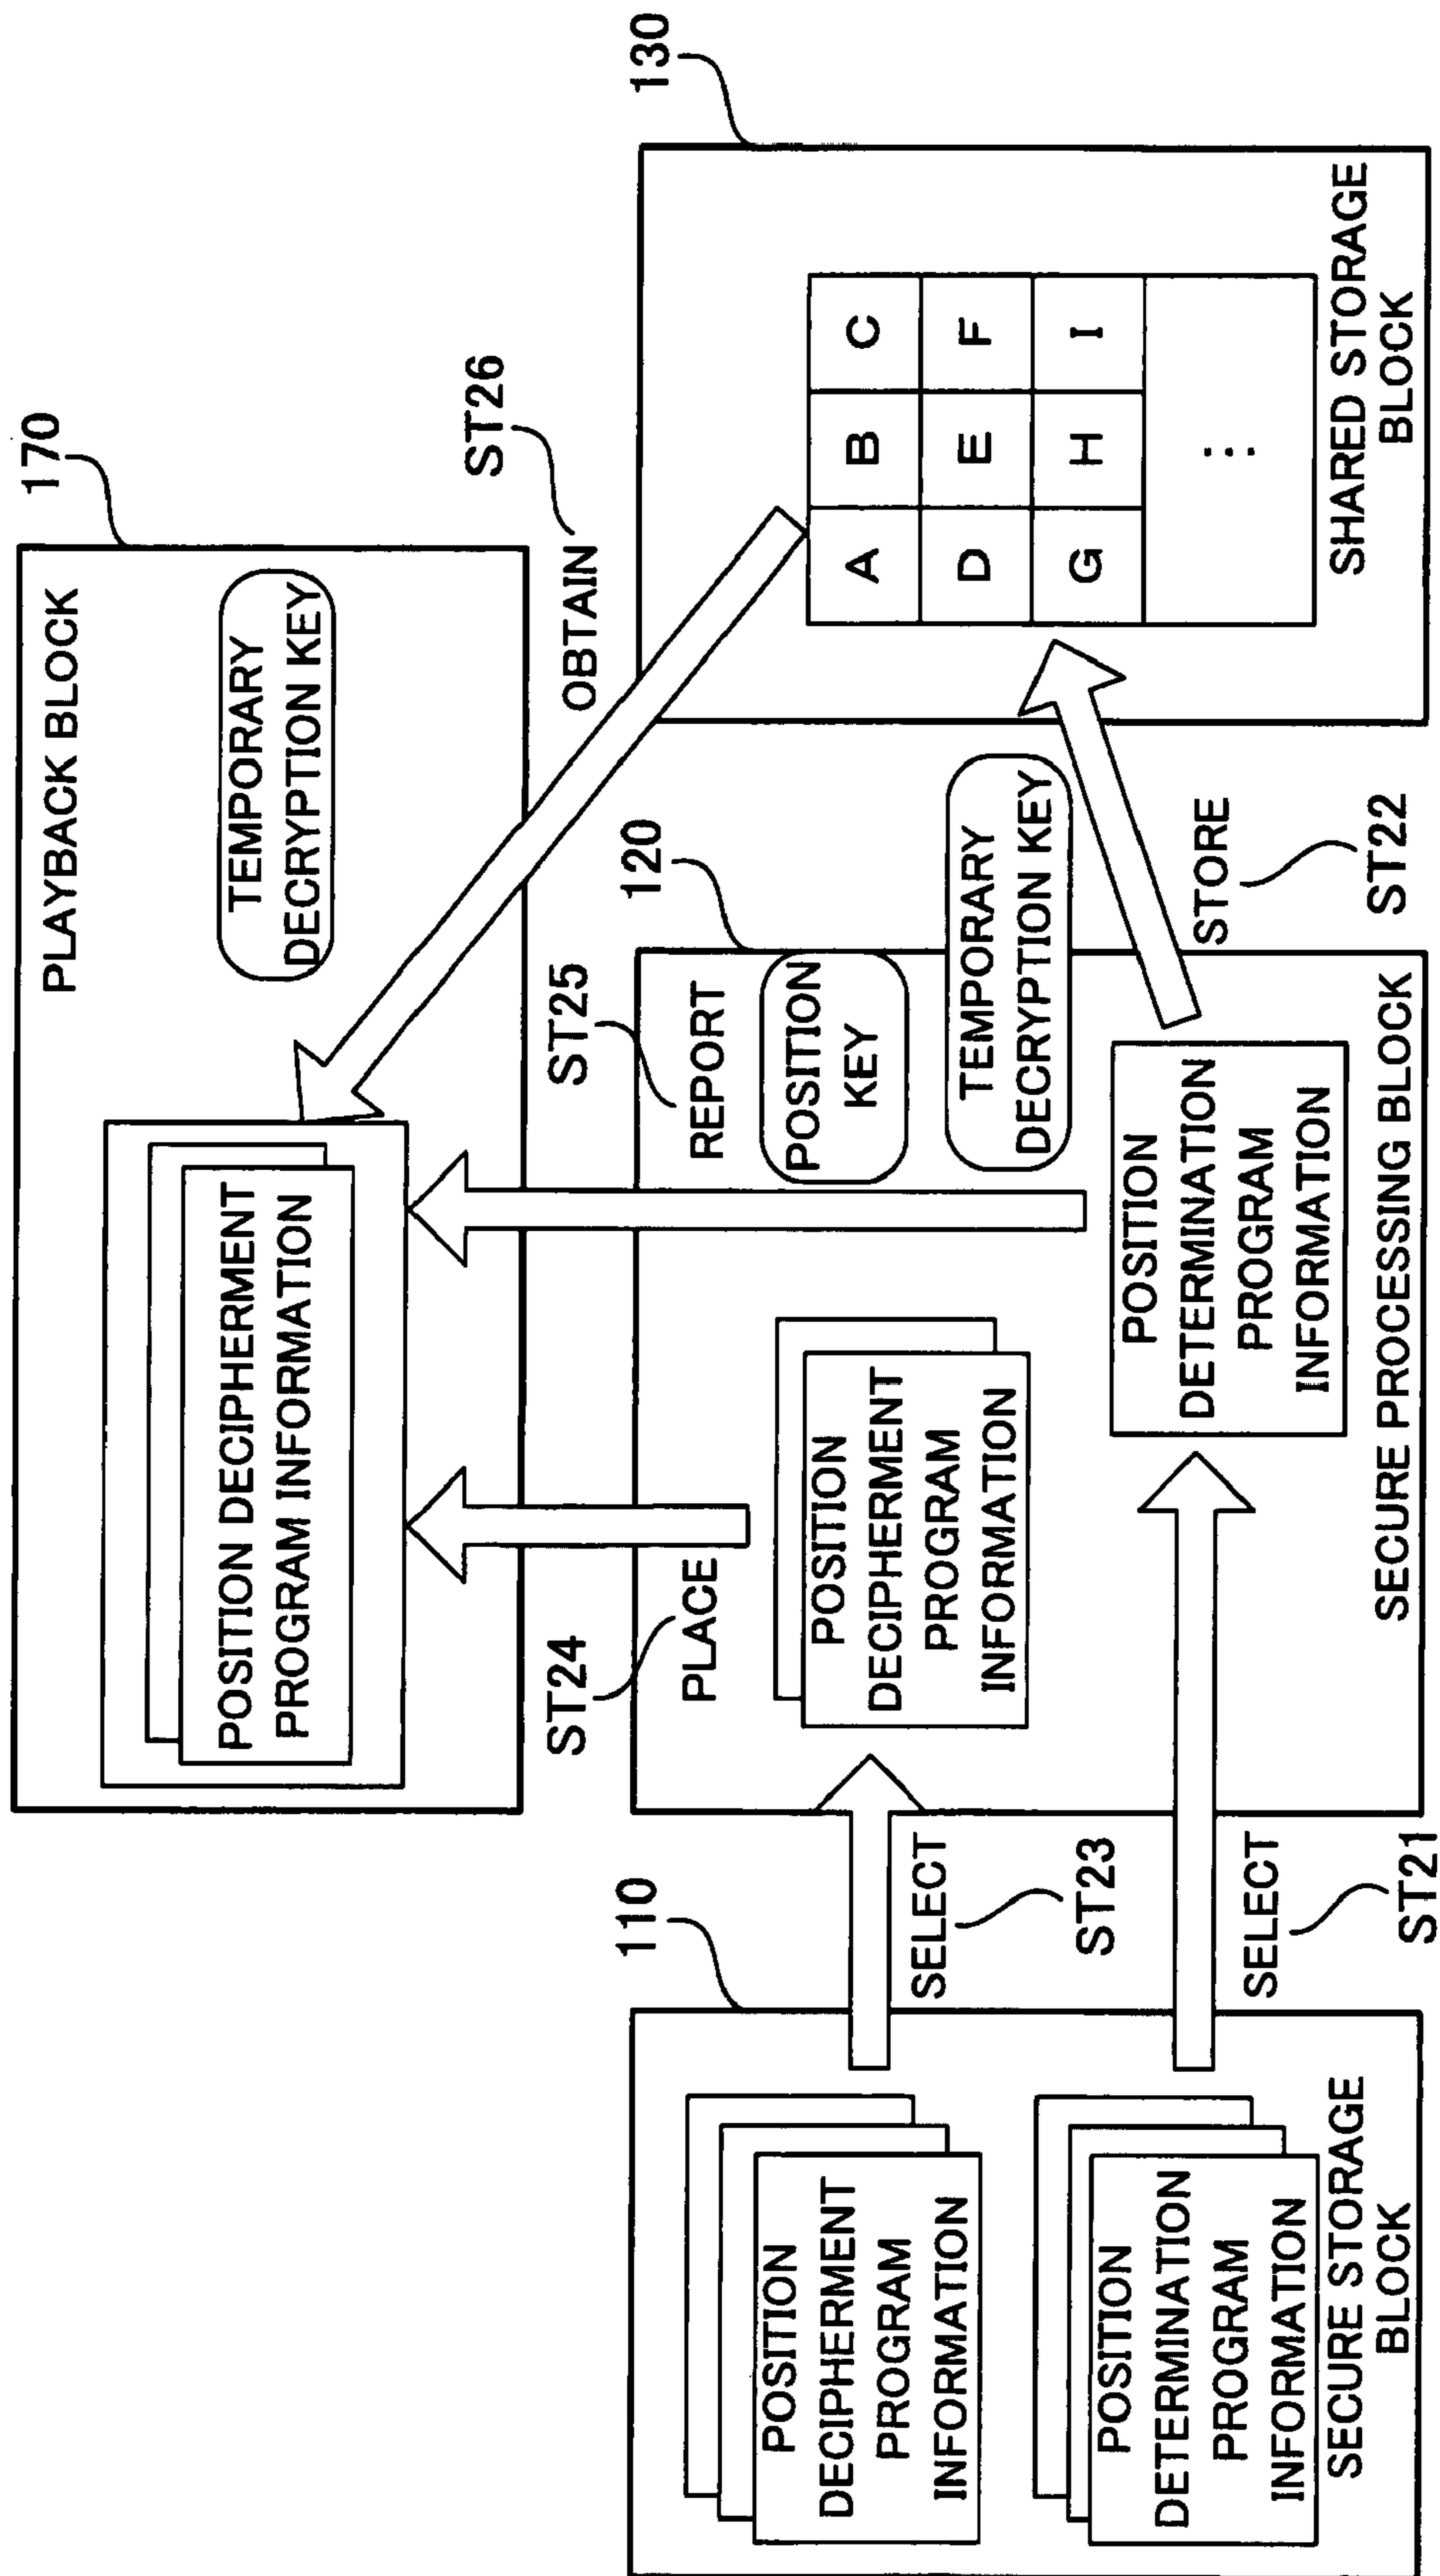 170
PLAYBACK BLOCK
POSITION DECIPHERMENT
PROGRAM INFORMATION
TEMPORARY
DECRYPTION KEY
ST24
PLACE
ST25
REPORT
OBTAIN
ST26
110
POSITION
DECIPHERMENT
PROGRAM
INFORMATION
POSITION
DETERMINATION
PROGRAM
INFORMATION
SECURE STORAGE
BLOCK
SELECT
ST23
SELECT
ST21
120
POSITION
DECIPHERMENT
PROGRAM
INFORMATION
POSITION
KEY
TEMPORARY
DECRYPTION KEY
POSITION
DETERMINATION
PROGRAM
INFORMATION
SECURE PROCESSING BLOCK
STORE
ST22
130
A B C
D E F
G H I
⋮
SHARED STORAGE
BLOCK